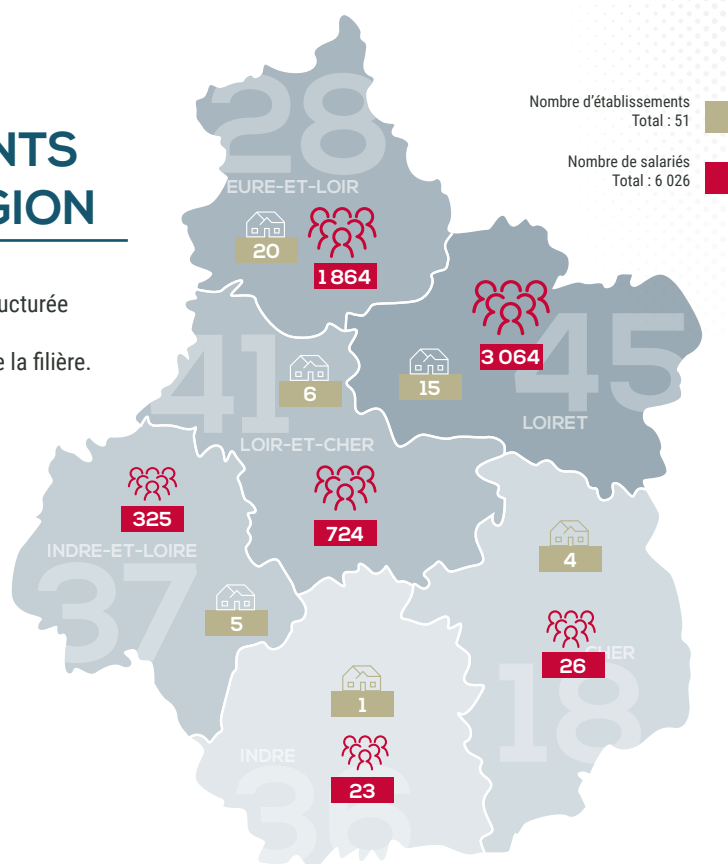 NTS
GION
ucturée
e la filière.
Nombre d'établissements
Total : 51
Nombre de salariés
Total : 6 026
28
EURE-ET-LOIR
20
1 864
45
LOIRET
15
3 064
41
LOIR-ET-CHER
6
724
37
INDRE-ET-LOIRE
325
5
18
CHER
4
26
36
INDRE
1
23